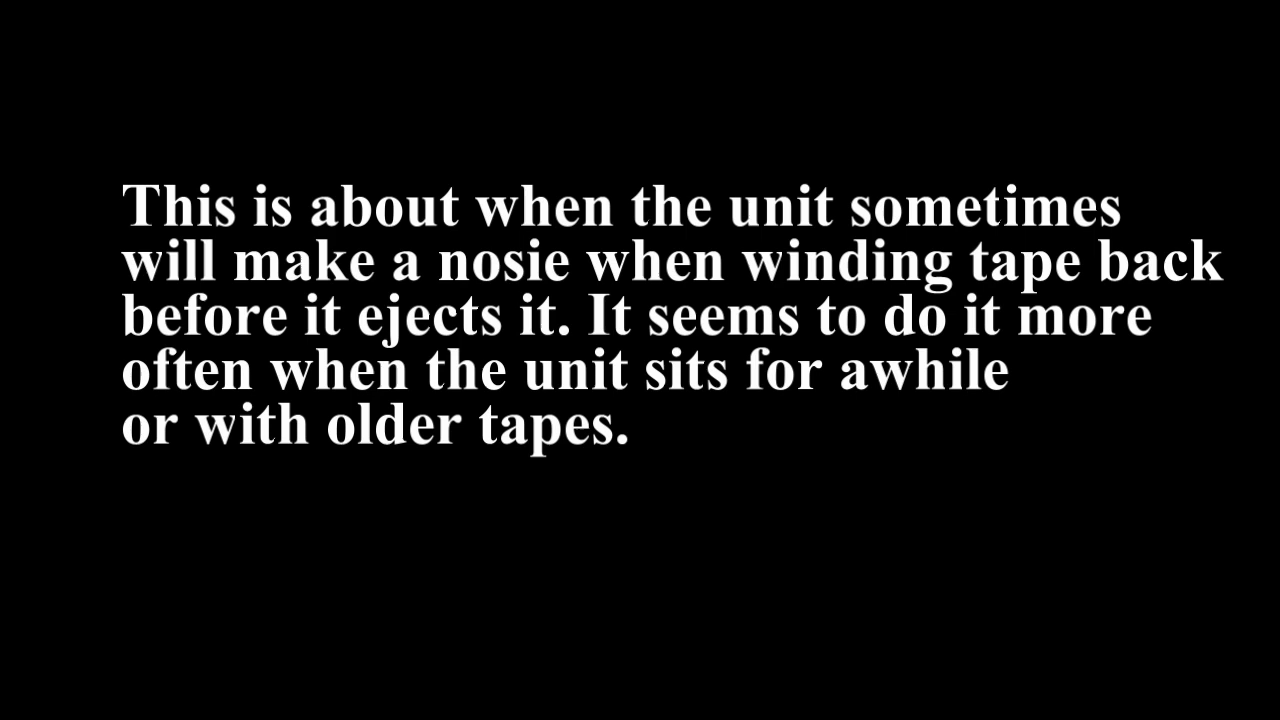 This is about when the unit sometimes
will make a nosie when winding tape back
before it ejects it. It seems to do it more
often when the unit sits for awhile
or with older tapes.